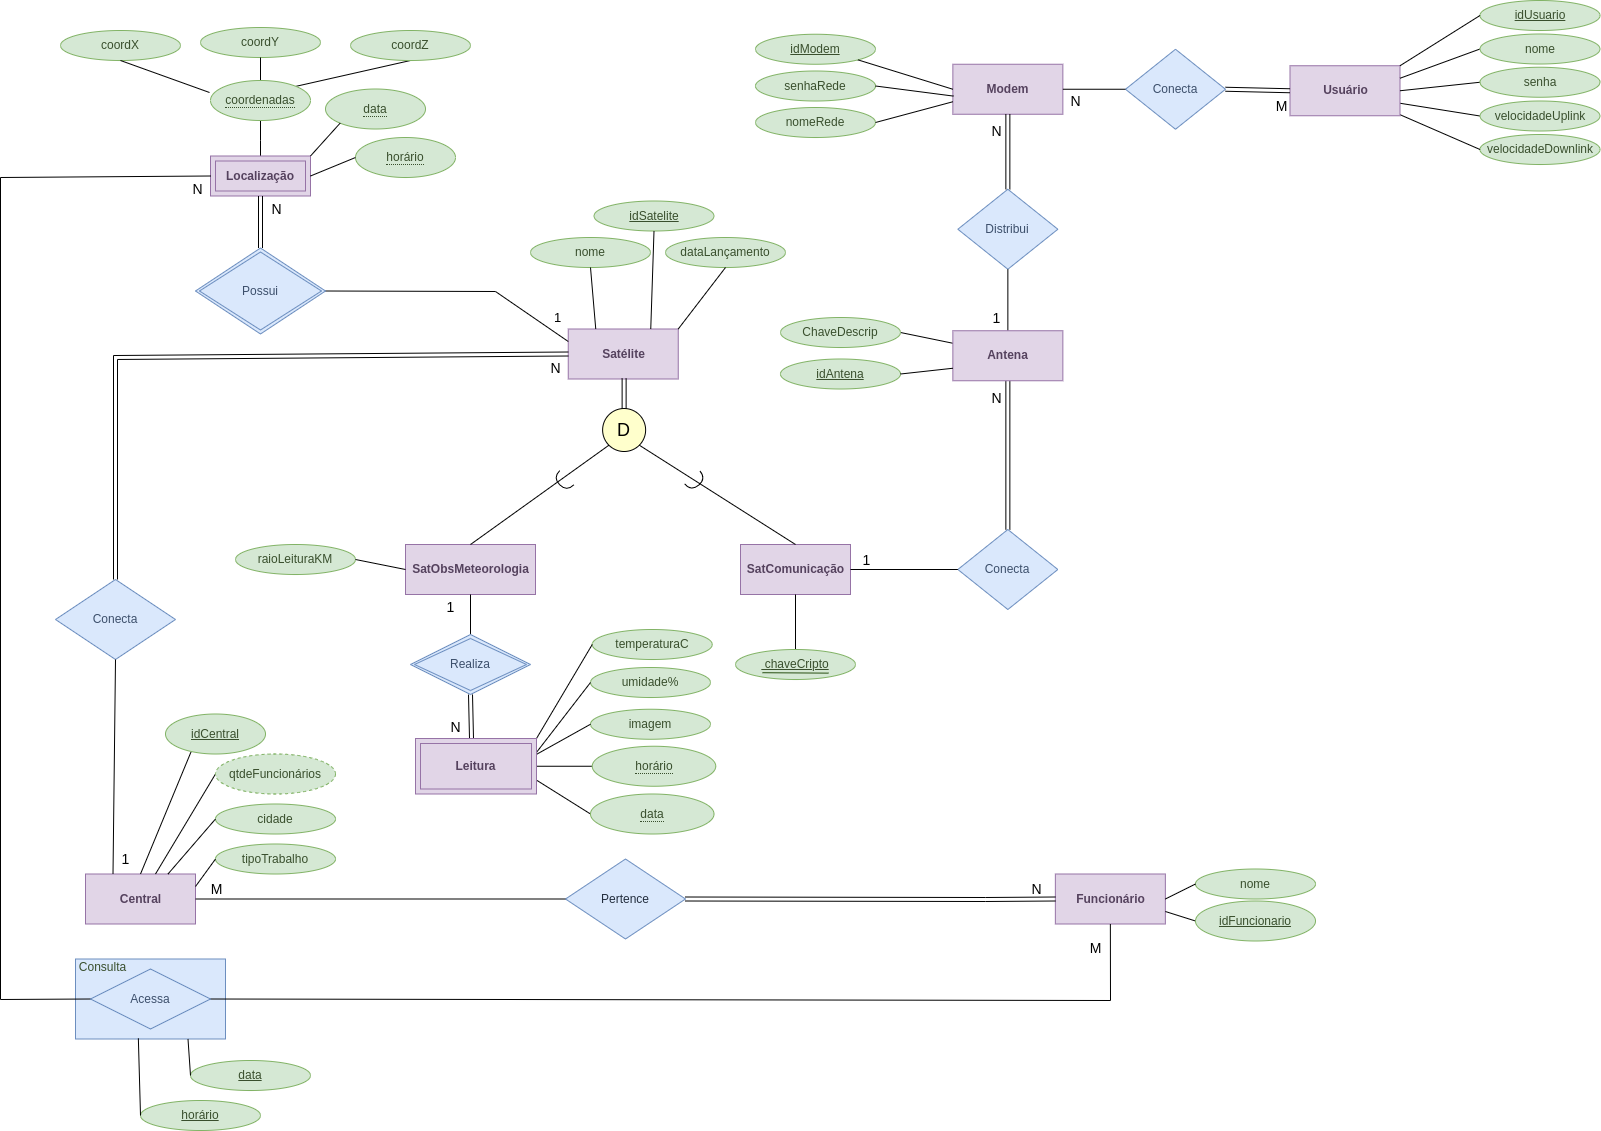 coordX
coordY
coordZ
coordenadas
data
horário
Localização
N
N
Possui
idSatelite
nome
dataLançamento
1
Satélite
N
D
idModem
senhaRede
nomeRede
Modem
N
Conecta
M
Usuário
idUsuario
nome
senha
velocidadeUplink
velocidadeDownlink
N
Distribui
1
ChaveDescrip
idAntena
Antena
N
raioLeituraKM
SatObsMeteorologia
SatComunicação
1
Conecta
1
Conecta
Realiza
N
Leitura
temperaturaC
umidade%
imagem
horário
data
chaveCripto
idCentral
qtdeFuncionários
cidade
tipoTrabalho
1
M
Central
Pertence
N
Funcionário
nome
idFuncionario
M
Consulta
Acessa
data
horário